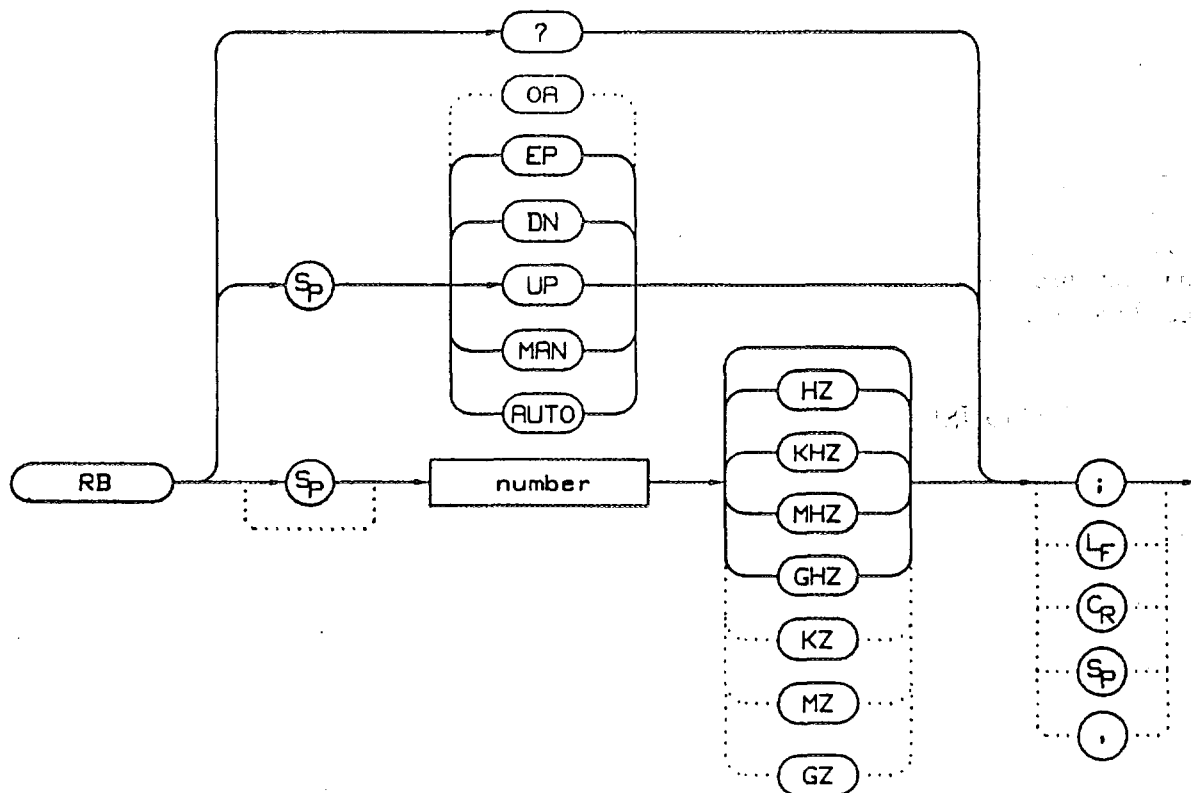 ?
OA
EP
DN
SP
UP
MAN
AUTO
HZ
KHZ
RB
SP
number
MHZ
GHZ
KZ
MZ
GZ
;
LF
CR
SP
,